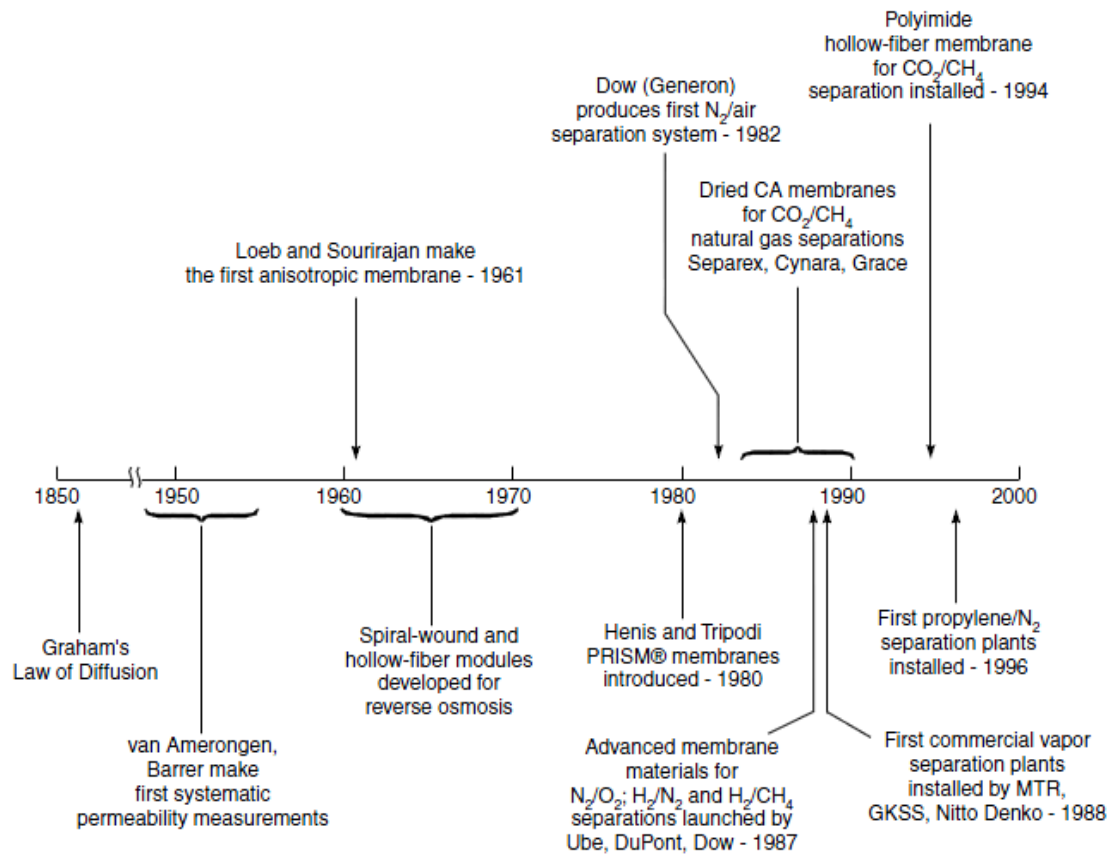 Polyimide
hollow-fiber membrane
for CO₂/CH₄
separation installed - 1994
Dow (Generon)
produces first N₂/air
separation system - 1982
Dried CA membranes
for CO₂/CH₄
natural gas separations
Separex, Cynara, Grace
Loeb and Sourirajan make
the first anisotropic membrane - 1961
1850 1950 1960 1970 1980 1990 2000
Graham's
Law of Diffusion
van Amerongen,
Barrer make
first systematic
permeability measurements
Spiral-wound and
hollow-fiber modules
developed for
reverse osmosis
Henis and Tripodi
PRISM® membranes
introduced - 1980
Advanced membrane
materials for
N₂/O₂; H₂/N₂ and H₂/CH₄
separations launched by
Ube, DuPont, Dow - 1987
First propylene/N₂
separation plants
installed - 1996
First commercial vapor
separation plants
installed by MTR,
GKSS, Nitto Denko - 1988